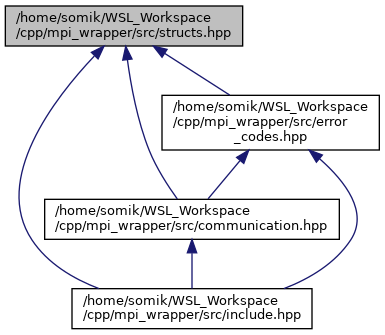 /home/somik/WSL_Workspace
/cpp/mpi_wrapper/src/structs.hpp
/home/somik/WSL_Workspace
/cpp/mpi_wrapper/src/error
_codes.hpp
/home/somik/WSL_Workspace
/cpp/mpi_wrapper/src/communication.hpp
/home/somik/WSL_Workspace
/cpp/mpi_wrapper/src/include.hpp